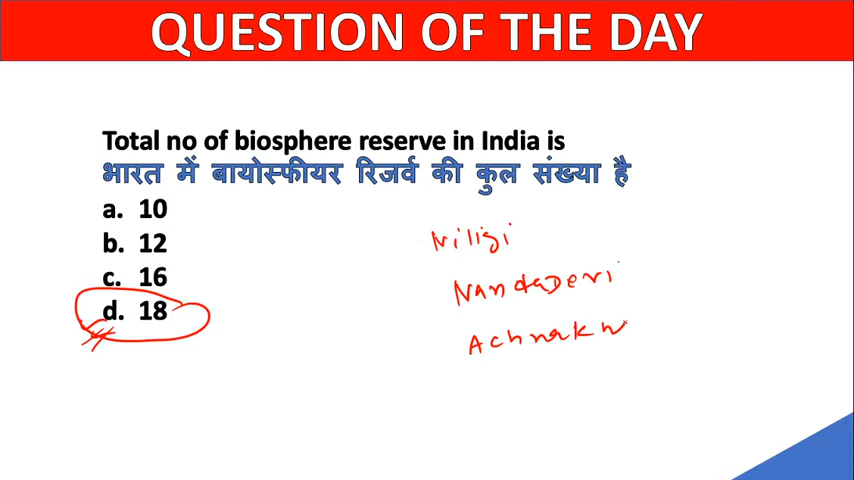 QUESTION OF THE DAY
Total no of biosphere reserve in India is
भारत में बायोस्फीयर रिजर्व की कुल संख्या है
a. 10
b. 12
c. 16
d. 18
Niligi
NandaDevi
Achnakh